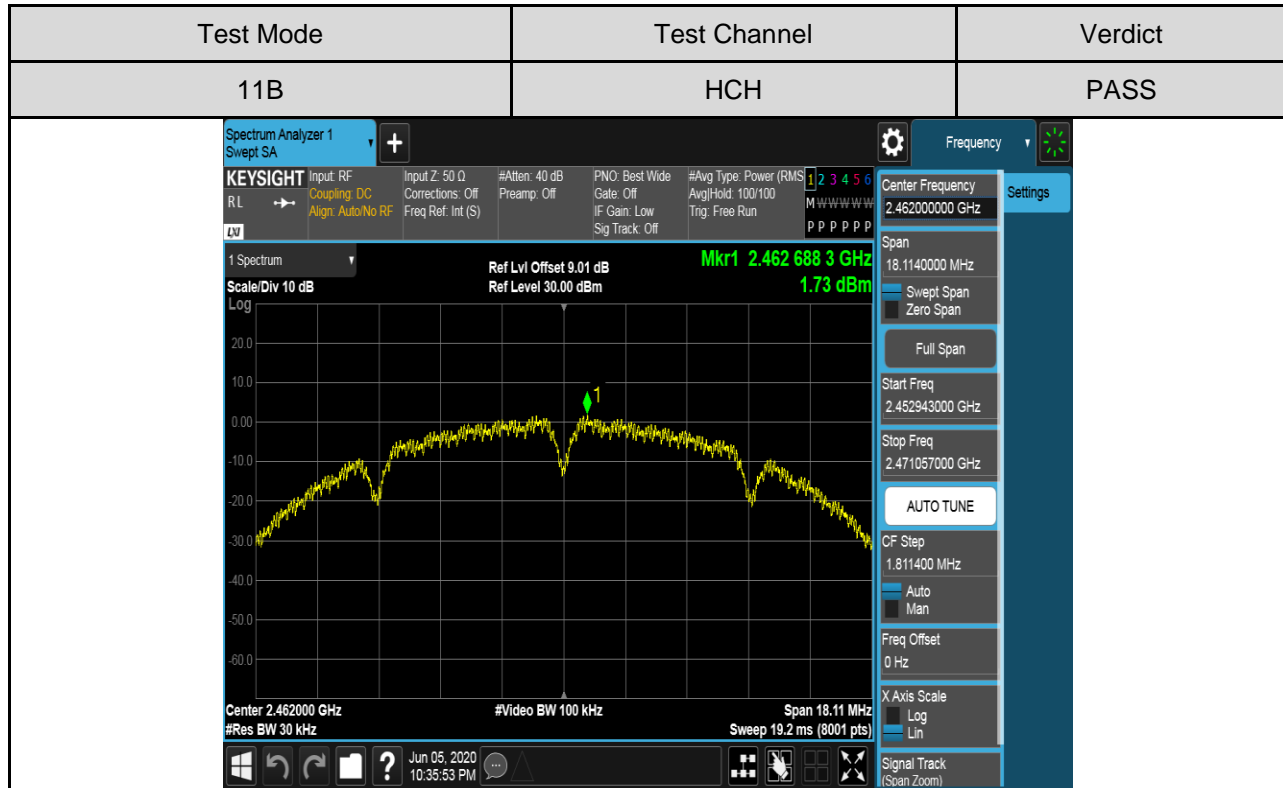 Test Mode Test Channel Verdict
11B HCH PASS
Spectrum Analyzer 1
Swept SA
+
Frequency
KEYSIGHT
R L
LXI
Input: RF
Coupling: DC
Align: Auto/No RF
Input Z: 50 Ω
Corrections: Off
Freq Ref: Int (S)
#Atten: 40 dB
Preamp: Off
PNO: Best Wide
Gate: Off
IF Gain: Low
Sig Track: Off
#Avg Type: Power (RMS
Avg|Hold: 100/100
Trig: Free Run
1 2 3 4 5 6
M W W W W W
P P P P P P
1 Spectrum
Scale/Div 10 dB
Ref Lvl Offset 9.01 dB
Ref Level 30.00 dBm
Mkr1 2.462 688 3 GHz
1.73 dBm
Log
20.0
10.0
0.00
-10.0
-20.0
-30.0
-40.0
-50.0
-60.0
1
Center 2.462000 GHz
#Res BW 30 kHz
#Video BW 100 kHz
Span 18.11 MHz
Sweep 19.2 ms (8001 pts)
Jun 05, 2020
10:35:53 PM
Center Frequency
2.462000000 GHz
Settings
Span
18.1140000 MHz
Swept Span
Zero Span
Full Span
Start Freq
2.452943000 GHz
Stop Freq
2.471057000 GHz
AUTO TUNE
CF Step
1.811400 MHz
Auto
Man
Freq Offset
0 Hz
X Axis Scale
Log
Lin
Signal Track
(Span Zoom)